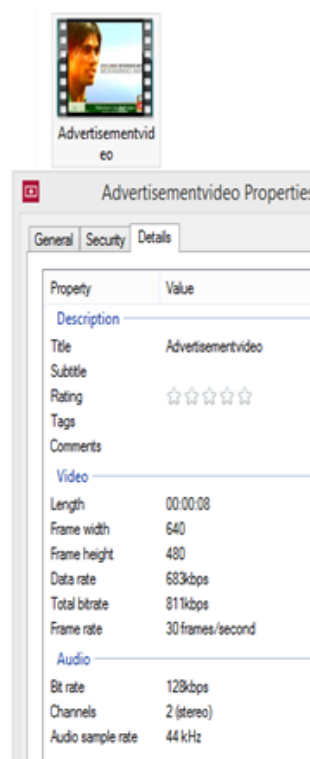 Advertisementvid
eo
Advertisementvideo Properties
General Security Details
Property Value
Description
Title Advertisementvideo
Subtitle
Rating
Tags
Comments
Video
Length 00:00:08
Frame width 640
Frame height 480
Data rate 683kbps
Total bitrate 811kbps
Frame rate 30 frames/second
Audio
Bit rate 128kbps
Channels 2 (stereo)
Audio sample rate 44 kHz